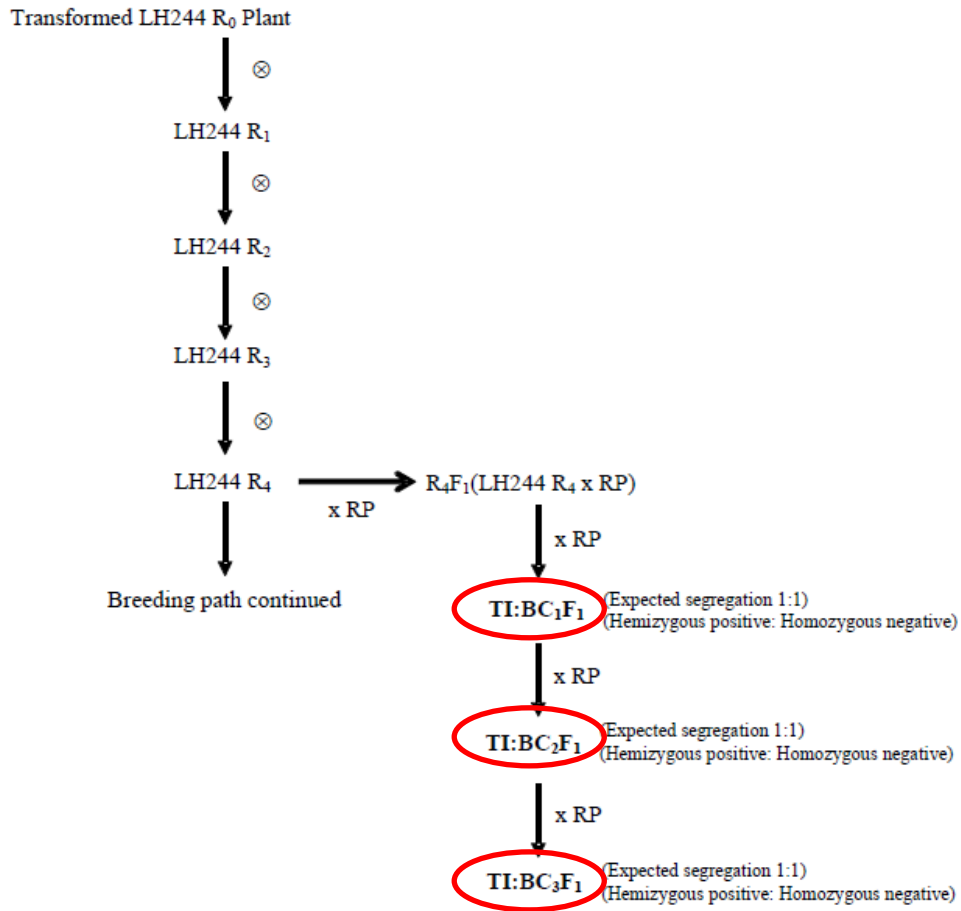 Transformed LH244 R₀ Plant
⊗
LH244 R₁
⊗
LH244 R₂
⊗
LH244 R₃
⊗
LH244 R₄
x RP
R₄F₁(LH244 R₄ x RP)
x RP
Breeding path continued
TI:BC₁F₁
(Expected segregation 1:1)
(Hemizygous positive: Homozygous negative)
x RP
TI:BC₂F₁
(Expected segregation 1:1)
(Hemizygous positive: Homozygous negative)
x RP
TI:BC₃F₁
(Expected segregation 1:1)
(Hemizygous positive: Homozygous negative)